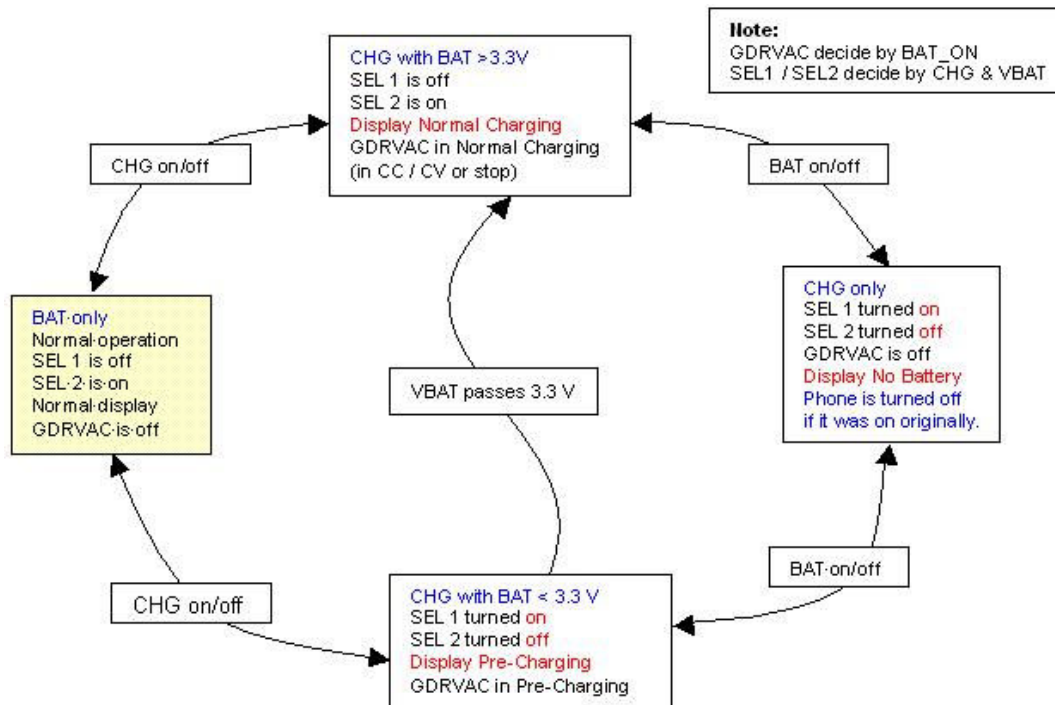 Note:
GDRVAC decide by BAT_ON
SEL1 / SEL2 decide by CHG & VBAT
CHG with BAT >3.3V
SEL 1 is off
SEL 2 is on
Display Normal Charging
GDRVAC in Normal Charging
(in CC / CV or stop)
CHG on/off
BAT on/off
BAT·only
Normal·operation
SEL 1 is off
SEL·2·is·on
Normal·display
GDRVAC·is·off
VBAT passes 3.3 V
CHG only
SEL 1 turned on
SEL 2 turned off
GDRVAC is off
Display No Battery
Phone is turned off
if it was on originally.
CHG on/off
BAT·on/off
CHG with BAT < 3.3 V
SEL 1 turned on
SEL 2 turned off
Display Pre-Charging
GDRVAC in Pre-Charging